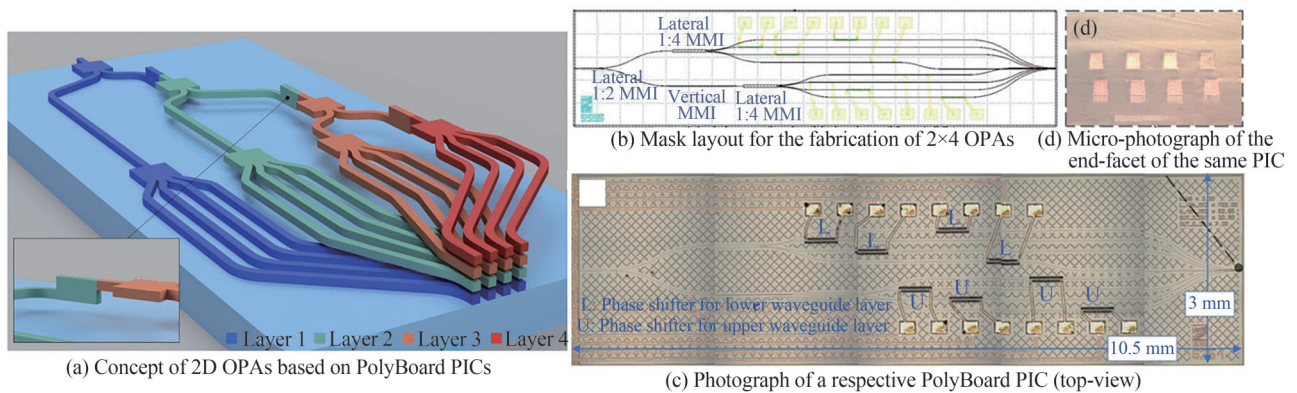 Layer 1 Layer 2 Layer 3 Layer 4
(a) Concept of 2D OPAs based on PolyBoard PICs
Lateral
1:4 MMI
Lateral
1:2 MMI
Vertical
MMI
Lateral
1:4 MMI
(b) Mask layout for the fabrication of 2×4 OPAs
(d)
(d) Micro-photograph of the
end-facet of the same PIC
L
L
L
L
U
U
U
U
L: Phase shifter for lower waveguide layer
U: Phase shifter for upper waveguide layer
3 mm
10.5 mm
(c) Photograph of a respective PolyBoard PIC (top-view)